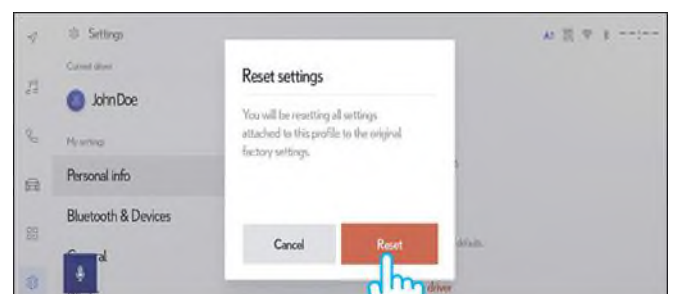 Settings
Current driver
John Doe
My settings
Personal info
Bluetooth & Devices
Reset settings
You will be resetting all settings
attached to this profile to the original
factory settings.
Cancel
Reset
defaults.
driver